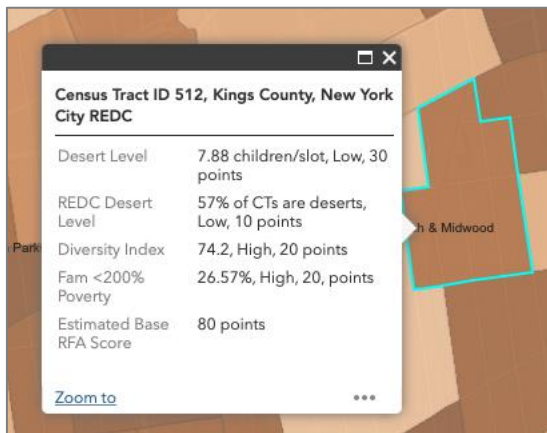 Census Tract ID 512, Kings County, New York
City REDC
Desert Level 7.88 children/slot, Low, 30
points
REDC Desert 57% of CTs are deserts,
Level Low, 10 points
Diversity Index 74.2, High, 20 points
Fam <200% 26.57%, High, 20, points
Poverty
Estimated Base 80 points
RFA Score
Zoom to
Park
h & Midwood